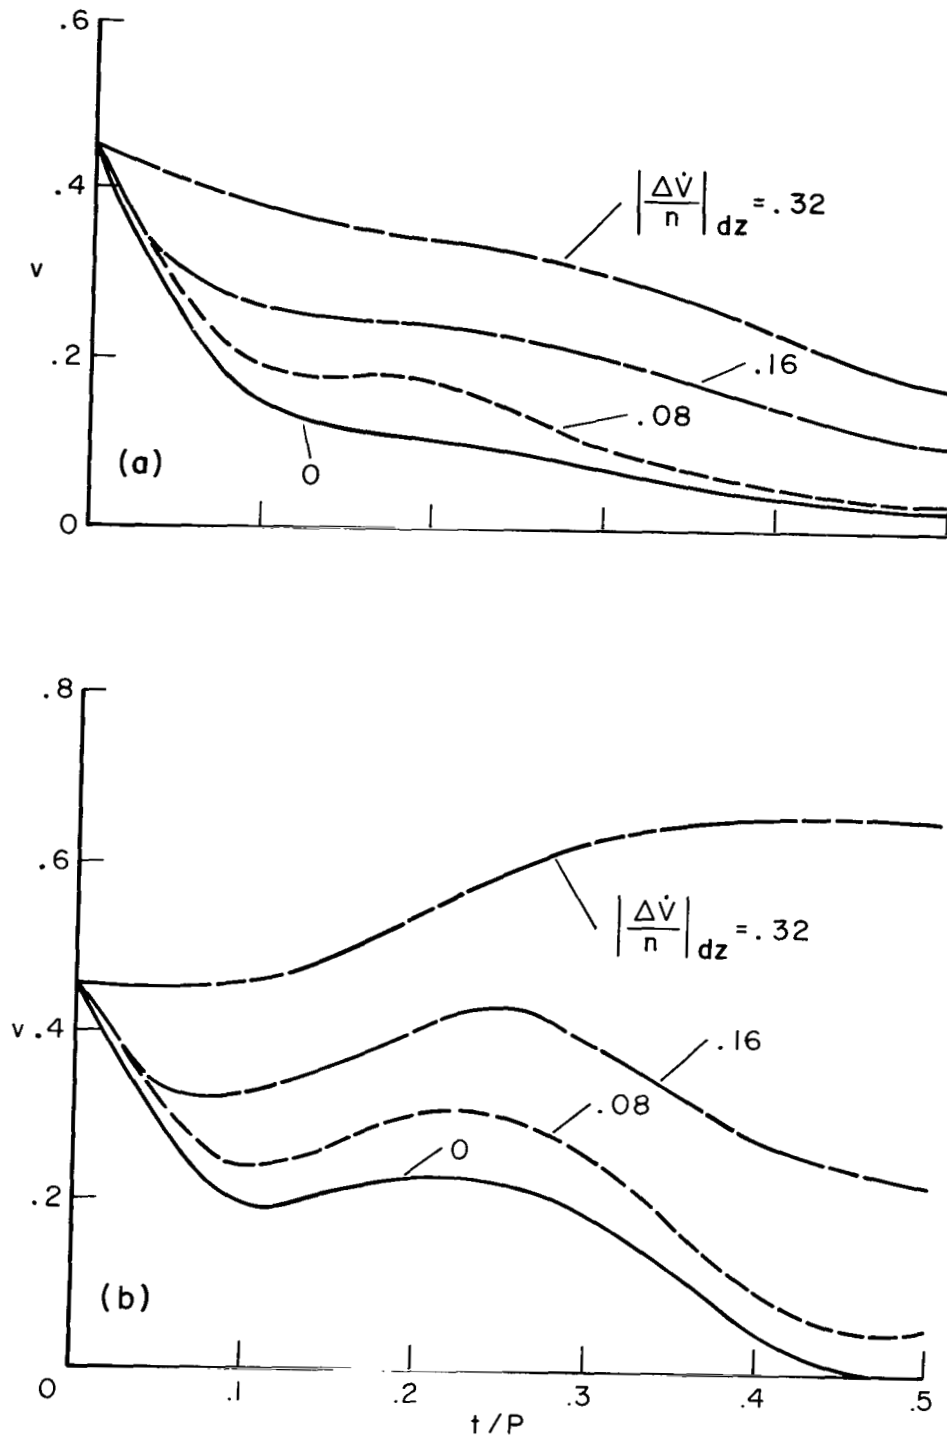 .6
|ΔV̇/n|dz = .32
.4
v
.2
.16
.08
(a)
0
0
.8
.6
|ΔV̇/n|dz = .32
v .4
.16
.08
0
.2
(b)
0 .1 .2 .3 .4 .5
t/P